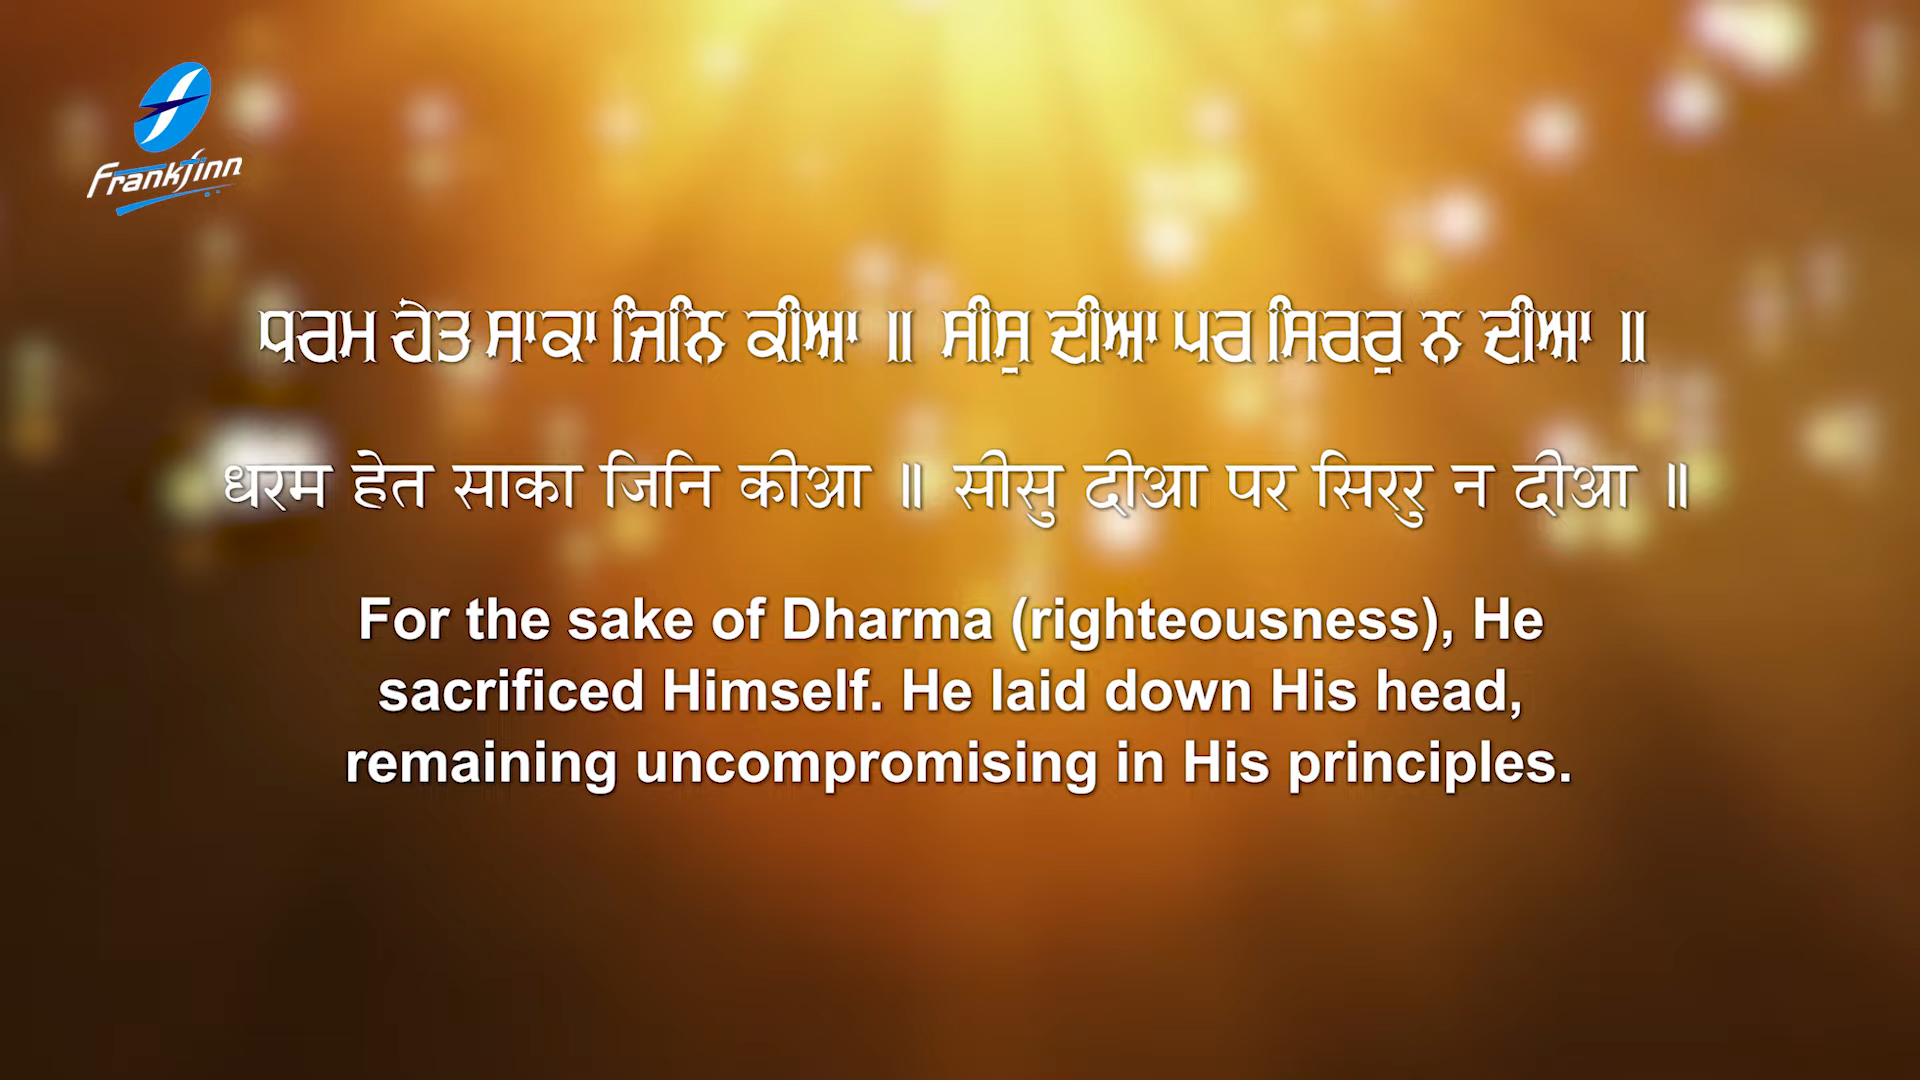 Frankfinn
ਧਰਮ ਹੇਤ ਸਾਕਾ ਜਿਨਿ ਕੀਆ ॥ ਸੀਸੁ ਦੀਆ ਪਰ ਸਿਰਰੁ ਨ ਦੀਆ ॥
धरम हेत साका जिनि कीआ ॥ सीसु दीआ पर सिररु न दीआ ॥
For the sake of Dharma (righteousness), He
sacrificed Himself. He laid down His head,
remaining uncompromising in His principles.